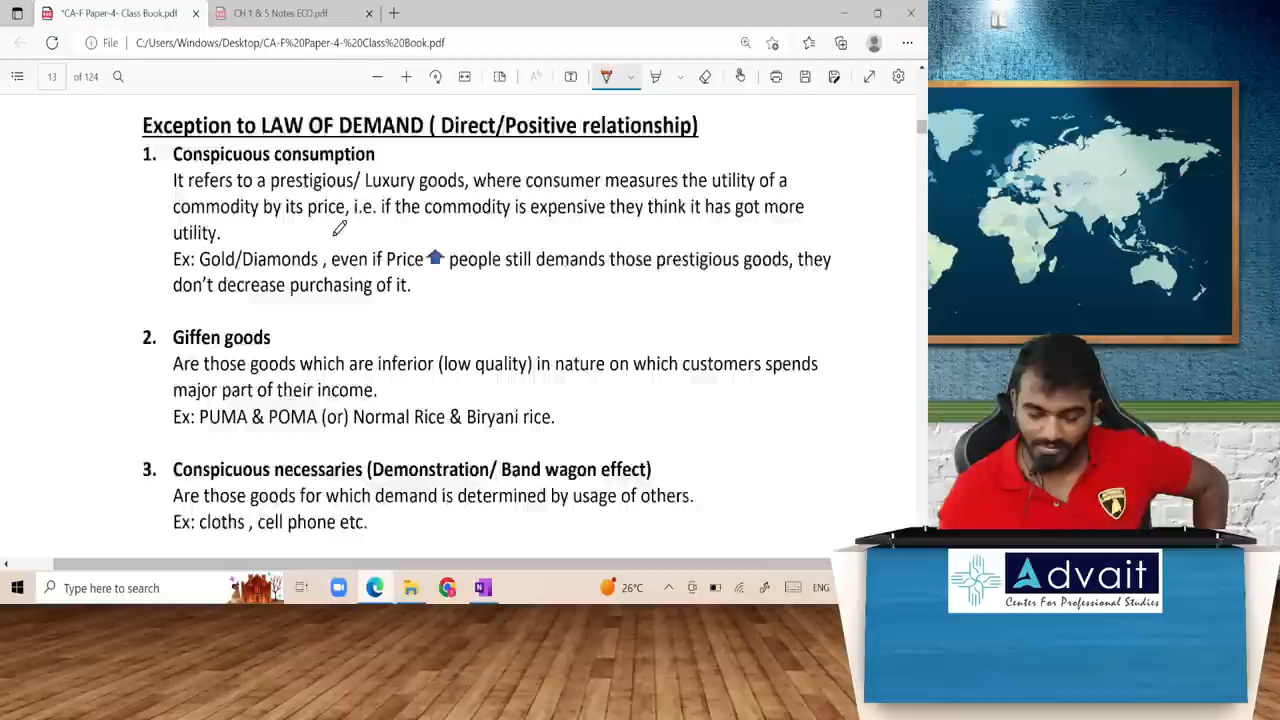 *CA-F Paper-4- Class Book.pdf
CH 1 & 5 Notes ECO.pdf
File
C:/Users/Windows/Desktop/CA-F%20Paper-4-%20Class%20Book.pdf
13 of 124
Exception to LAW OF DEMAND ( Direct/Positive relationship)
1. Conspicuous consumption
It refers to a prestigious/ Luxury goods, where consumer measures the utility of a
commodity by its price, i.e. if the commodity is expensive they think it has got more
utility.
Ex: Gold/Diamonds , even if Price people still demands those prestigious goods, they
don't decrease purchasing of it.
2. Giffen goods
Are those goods which are inferior (low quality) in nature on which customers spends
major part of their income.
Ex: PUMA & POMA (or) Normal Rice & Biryani rice.
3. Conspicuous necessaries (Demonstration/ Band wagon effect)
Are those goods for which demand is determined by usage of others.
Ex: cloths , cell phone etc.
Type here to search
26°C
ENG
Advait
Center For Professional Studies